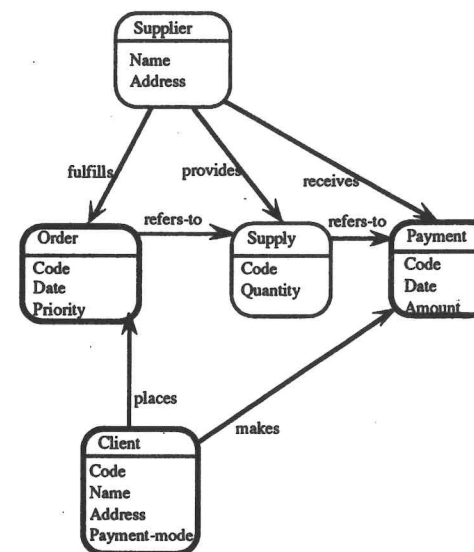 Supplier
Name
Address
fulfills
provides
receives
Order
refers-to
Supply
refers-to
Payment
Code
Date
Priority
Code
Quantity
Code
Date
Amount
places
makes
Client
Code
Name
Address
Payment-mode